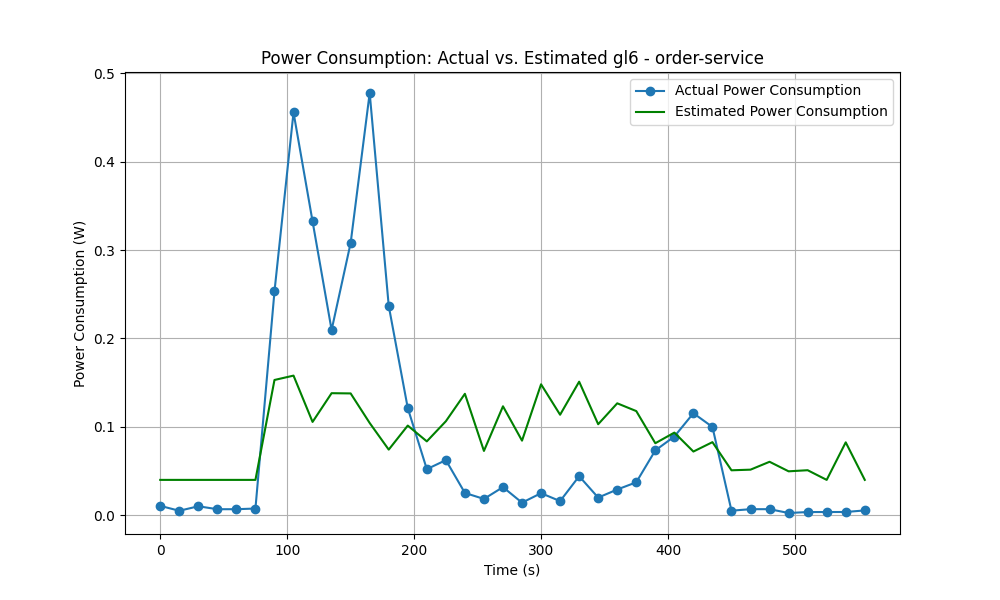 Power Consumption: Actual vs. Estimated gl6 - order-service
Actual Power Consumption
Estimated Power Consumption
Power Consumption (W)
0.5
0.4
0.3
0.2
0.1
0.0
0 100 200 300 400 500
Time (s)